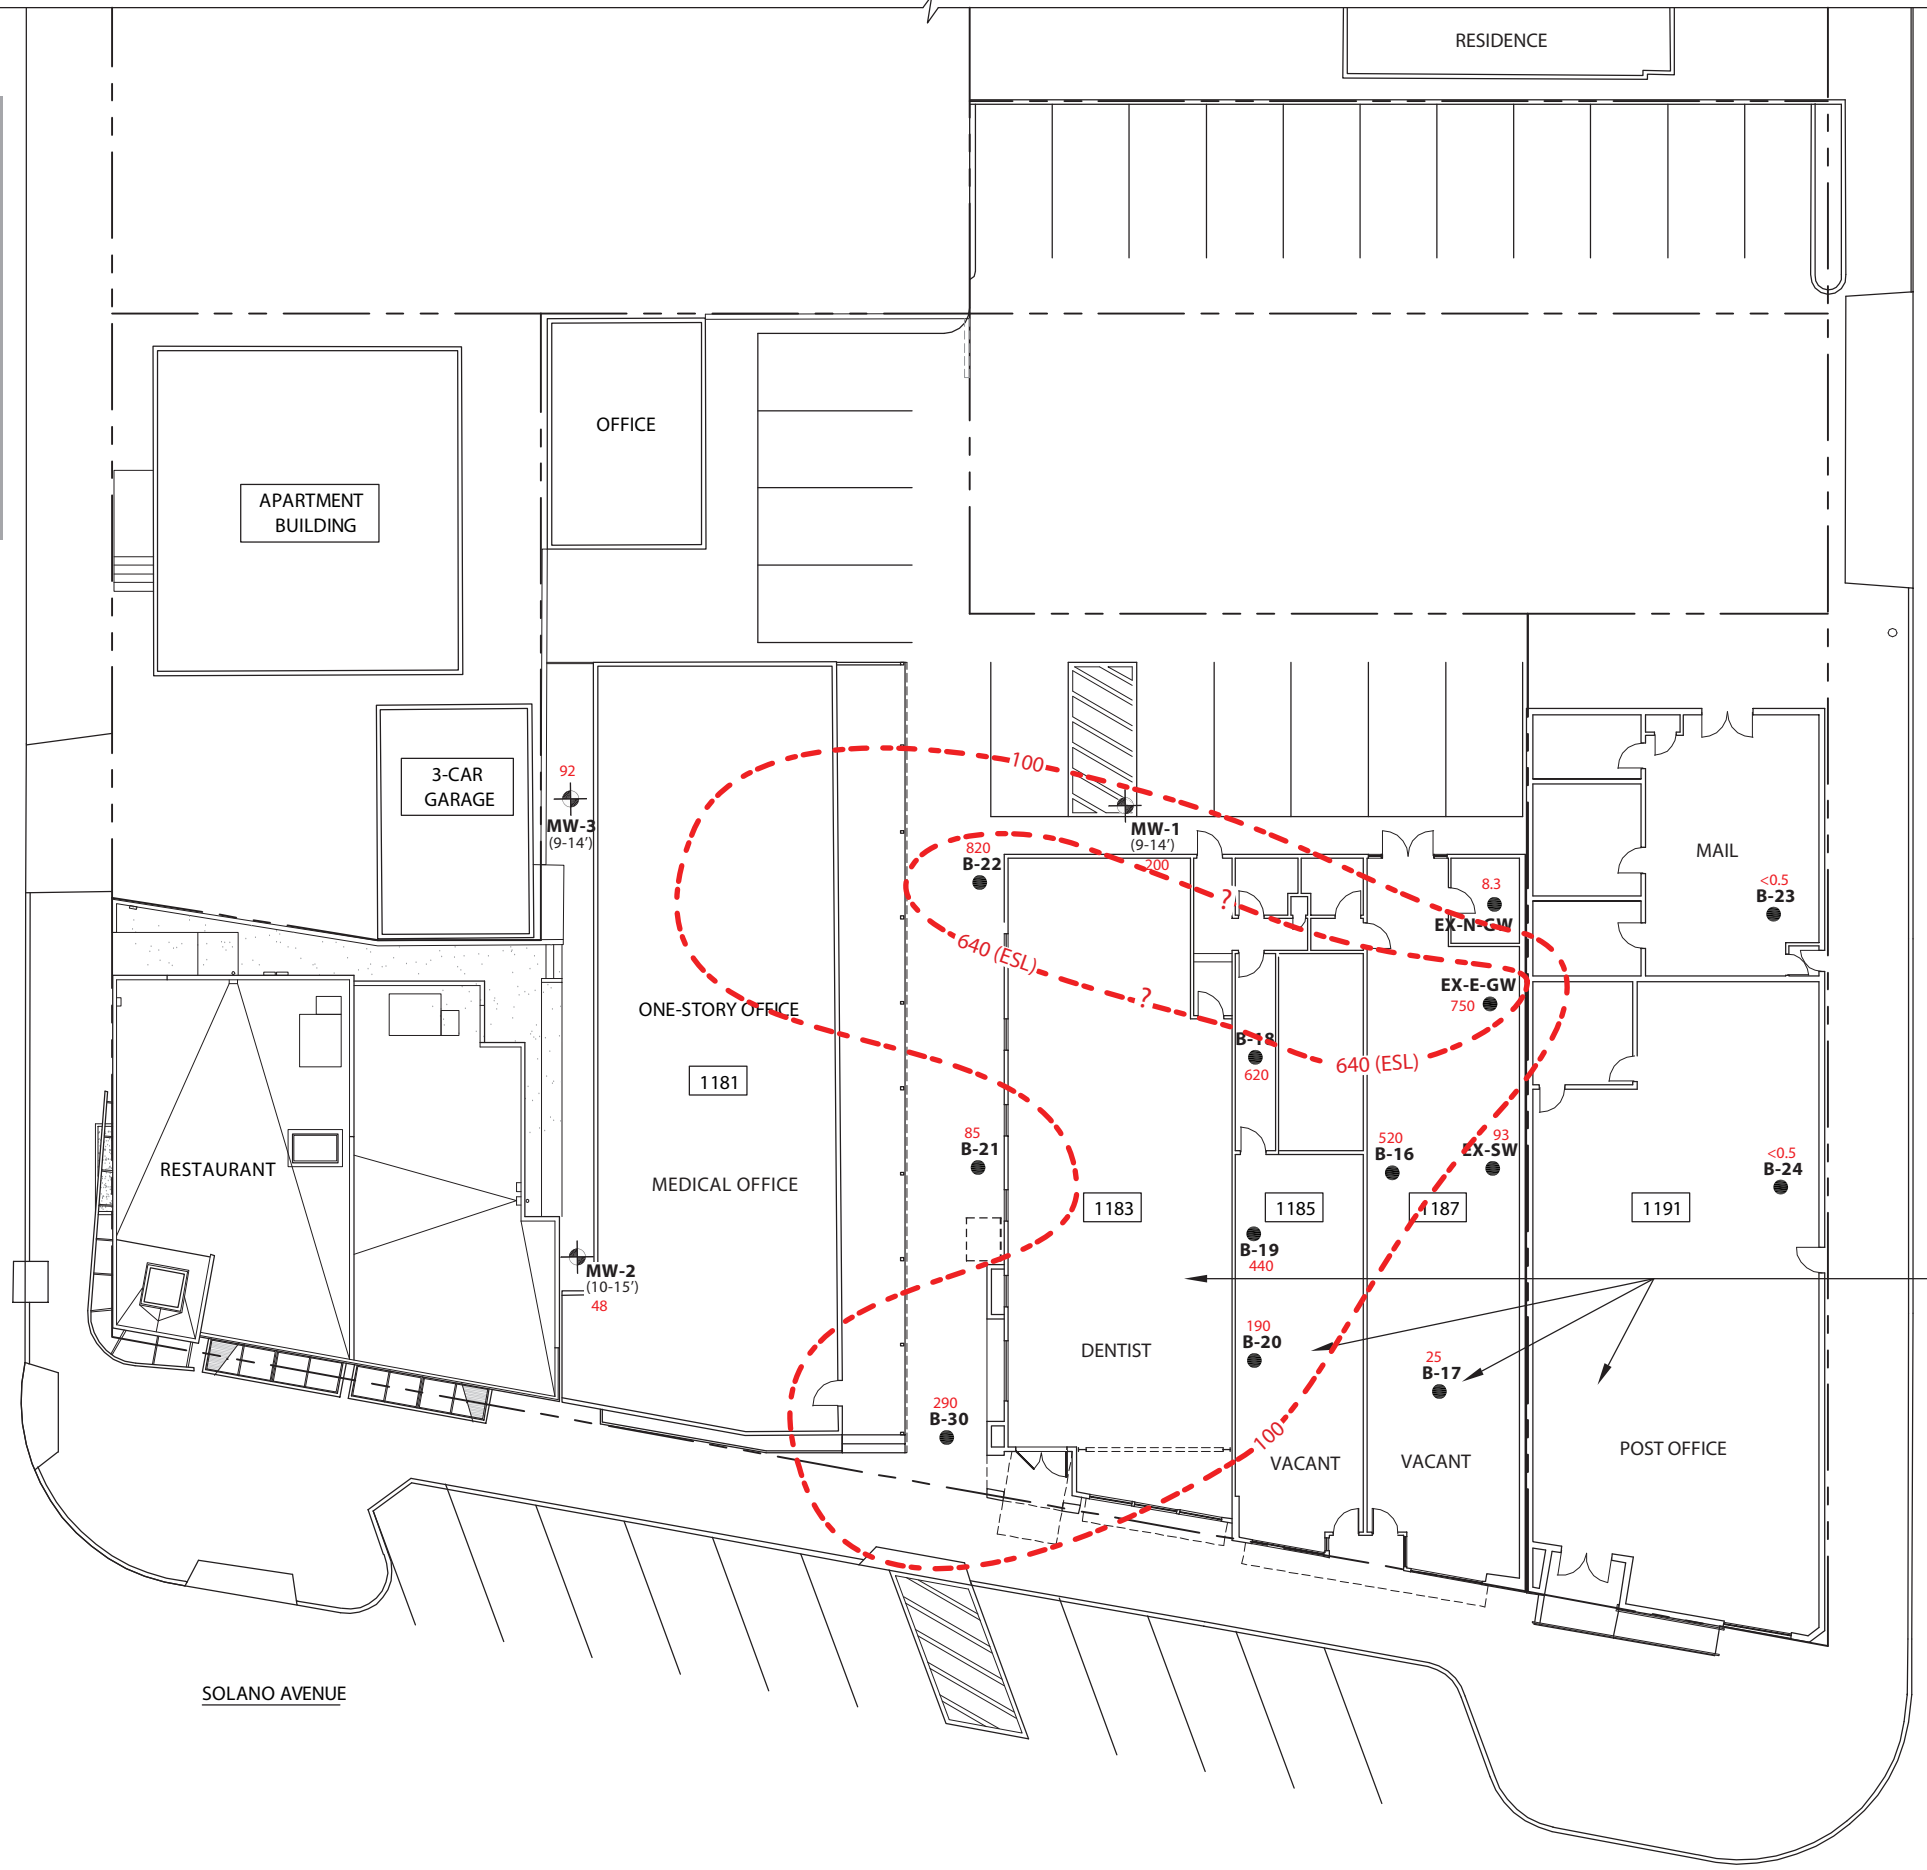 RESIDENCE
OFFICE
APARTMENT
BUILDING
3-CAR
GARAGE
92
MW-3
(9-14')
100
MW-1
(9-14')
200
820
B-22
640 (ESL)
?
?
8.3
EX-N-GW
EX-E-GW
750
MAIL
<0.5
B-23
ONE-STORY OFFICE
1181
MEDICAL OFFICE
B-18
620
640 (ESL)
85
B-21
520
B-16
93
EX-SW
<0.5
B-24
RESTAURANT
1183
1185
1187
1191
B-19
440
MW-2
(10-15')
48
190
B-20
DENTIST
25
B-17
290
B-30
100
VACANT
VACANT
POST OFFICE
SOLANO AVENUE